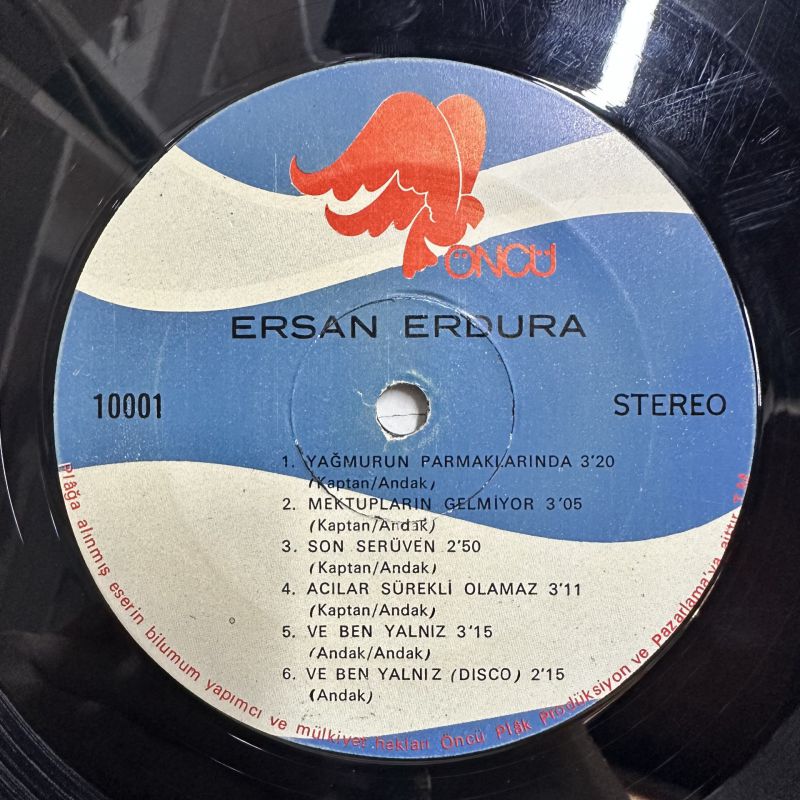 ÖNCÜ
ERSAN ERDURA
10001
STEREO
1. YAĞMURUN PARMAKLARINDA 3'20
(Kaptan/Andak)
2. MEKTUPLARIN GELMİYOR 3'05
(Kaptan/Andak)
3. SON SERÜVEN 2'50
(Kaptan/Andak)
4. ACILAR SÜREKLİ OLAMAZ 3'11
(Kaptan/Andak)
5. VE BEN YALNIZ 3'15
(Andak/Andak)
6. VE BEN YALNIZ (DISCO) 2'15
(Andak)
Plâğa alınmış eserin bilumum yapımcı ve mülkiyet hakları Öncü Plâk Prodüksiyon ve Pazarlama'ya aittir.